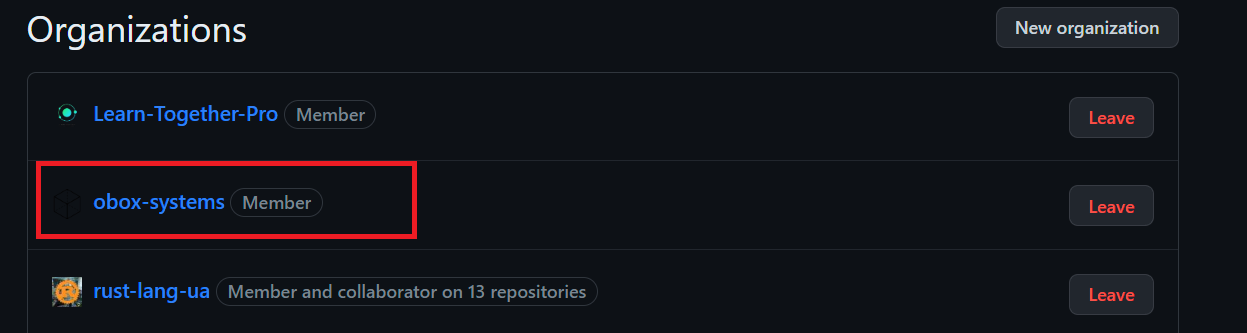 Organizations
New organization
Learn-Together-Pro Member
Leave
obox-systems Member
Leave
rust-lang-ua Member and collaborator on 13 repositories
Leave